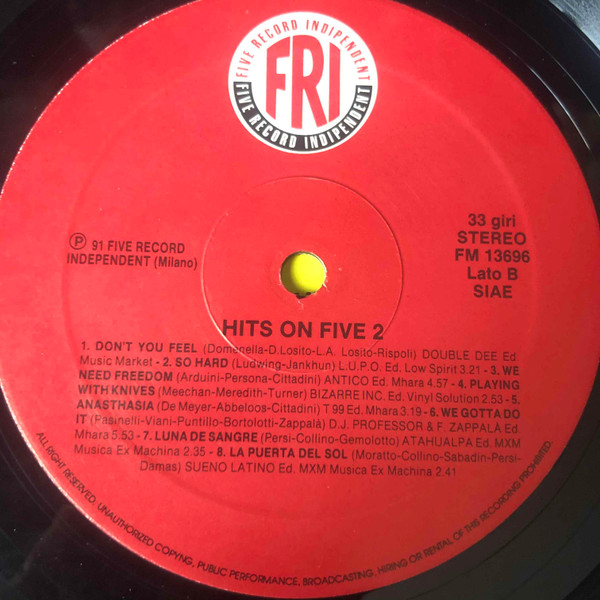 FIVE RECORD INDIPENDENT
FRI
FIVE RECORD INDIPENDENT
℗ 91 FIVE RECORD
INDEPENDENT (Milano)
33 giri
STEREO
FM 13696
Lato B
SIAE
HITS ON FIVE 2
1. DON'T YOU FEEL (Domenella-D.Losito-L.A. Losito-Rispoli) DOUBLE DEE Ed.
Music Market - 2. SO HARD (Ludwing-Jankhun) L.U.P.O. Ed. Low Spirit 3.21 - 3. WE
NEED FREEDOM (Arduini-Persona-Cittadini) ANTICO Ed. Mhara 4.57 - 4. PLAYING
WITH KNIVES (Meechan-Meredith-Turner) BIZARRE INC. Ed. Vinyl Solution 2.53 - 5.
ANASTHASIA (De Meyer-Abbeloos-Cittadini) T 99 Ed. Mhara 3.19 - 6. WE GOTTA DO
IT (Fasinelli-Viani-Puntillo-Bortolotti-Zappalà) D.J. PROFESSOR & F. ZAPPALÀ Ed.
Mhara 5.53 - 7. LUNA DE SANGRE (Persi-Collino-Gemolotto) ATAHUALPA Ed. MXM
Musica Ex Machina 2.35 - 8. LA PUERTA DEL SOL (Moratto-Collino-Sabadin-Persi-
Damas) SUENO LATINO Ed. MXM Musica Ex Machina 2.41
ALL RIGHT RESERVED. UNAUTHORIZED COPYNG, PUBLIC PERFORMANCE, BROADCASTING, HIRING OR RENTAL OF THIS RECORDING PROHIBITED.